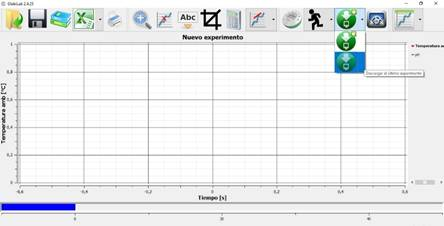 GlobiLab 2.4.25
Abc
Nuevo experimento
Temperatura am
pH
Descargar el último experimento
Temperatura amb [°C]
1
0,8
0,6
0,4
0,2
0
-0,6
-0,4
-0,2
0
0,2
0,4
0,6
Tiempo [s]
0
20
40